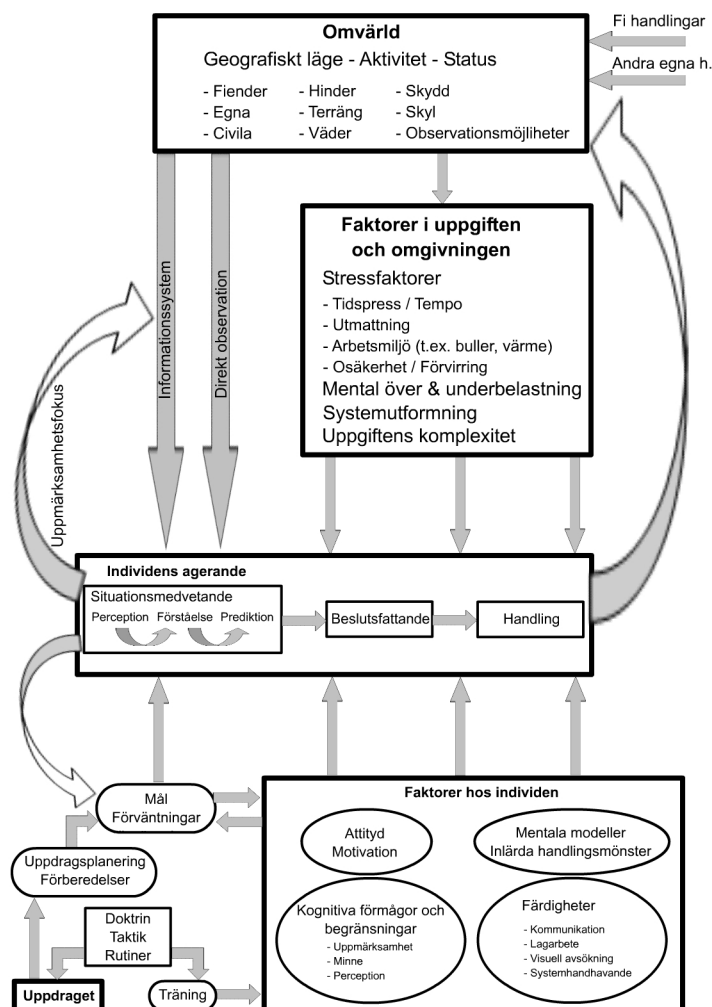 Omvärld
Geografiskt läge - Aktivitet - Status
- Fiender
- Egna
- Civila
- Hinder
- Terräng
- Väder
- Skydd
- Skyl
- Observationsmöjliheter
Fi handlingar
Andra egna h.
Informationssystem
Direkt observation
Uppmärksamhetsfokus
Faktorer i uppgiften
och omgivningen
Stressfaktorer
- Tidspress / Tempo
- Utmattning
- Arbetsmiljö (t.ex. buller, värme)
- Osäkerhet / Förvirring
Mental över & underbelastning
Systemutformning
Uppgiftens komplexitet
Individens agerande
Situationsmedvetande
Perception Förståelse Prediktion
Beslutsfattande
Handling
Mål
Förväntningar
Uppdragsplanering
Förberedelser
Doktrin
Taktik
Rutiner
Uppdraget
Träning
Faktorer hos individen
Attityd
Motivation
Mentala modeller
Inlärda handlingsmönster
Kognitiva förmågor och
begränsningar
- Uppmärksamhet
- Minne
- Perception
Färdigheter
- Kommunikation
- Lagarbete
- Visuell avsökning
- Systemhandhavande